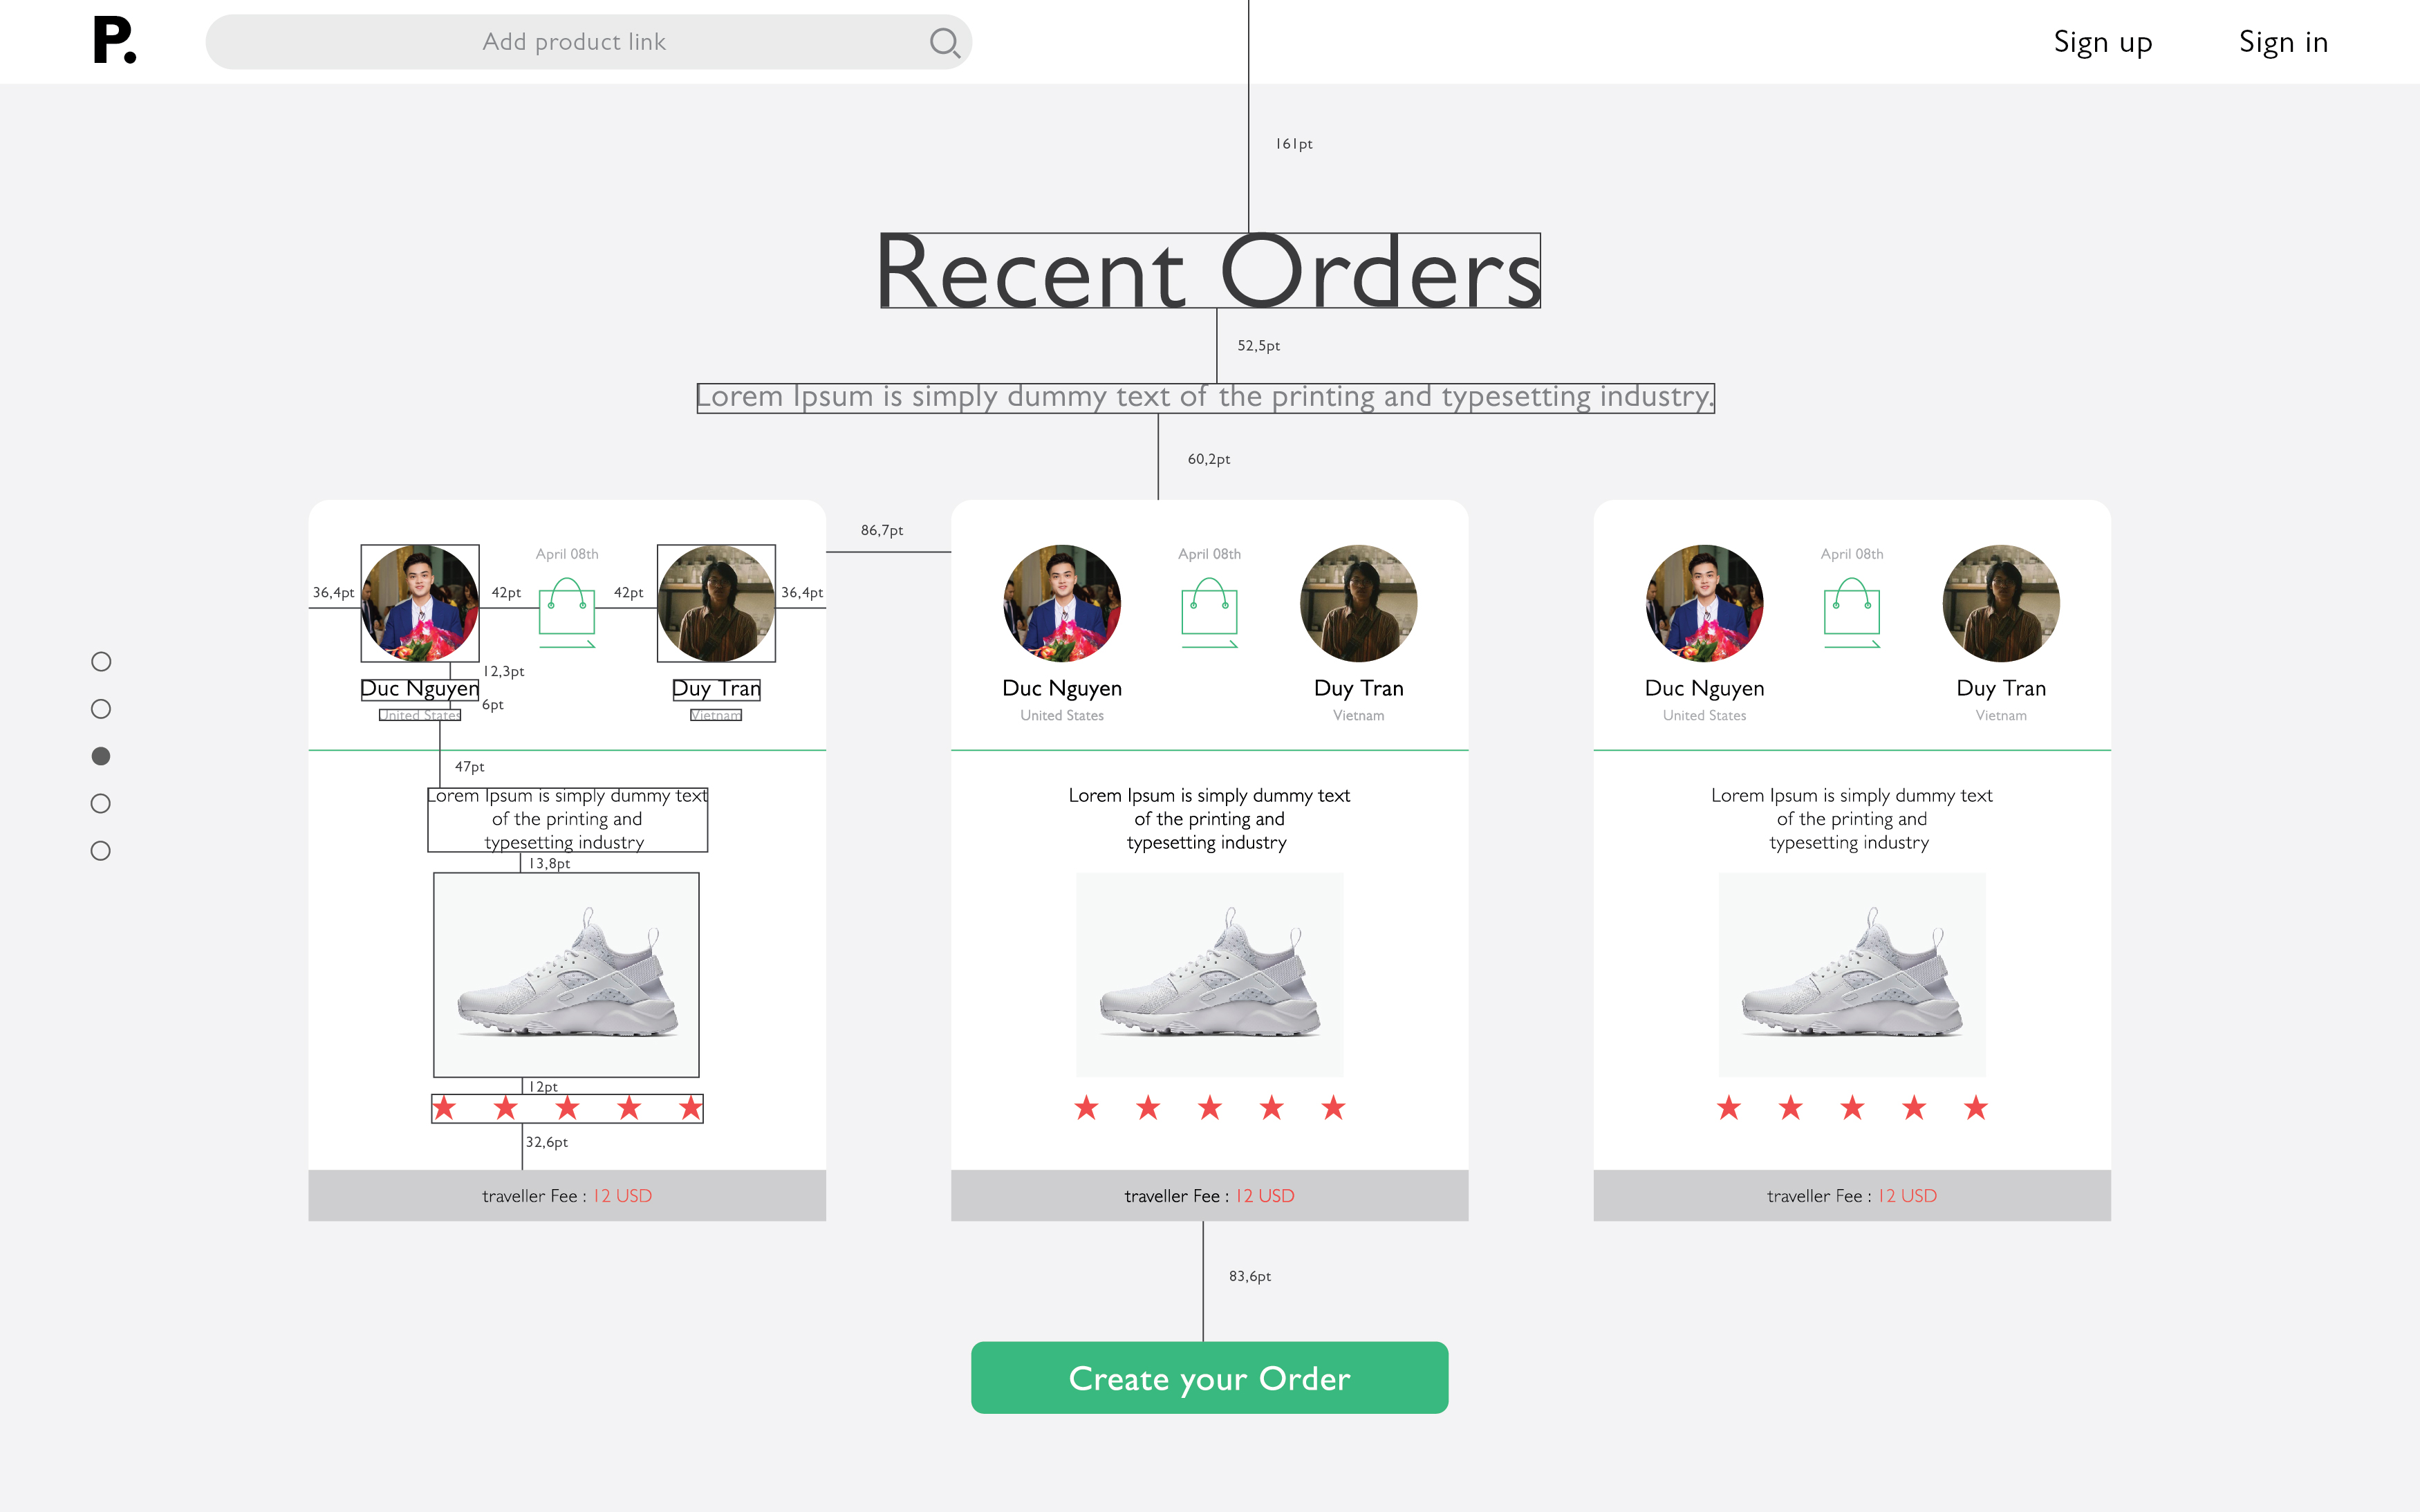 P.
Add product link
Sign up
Sign in
161pt
Recent Orders
52,5pt
Lorem Ipsum is simply dummy text of the printing and typesetting industry.
60,2pt
86,7pt
April 08th
36,4pt
42pt
42pt
36,4pt
12,3pt
Duc Nguyen
Duy Tran
6pt
United States
Vietnam
47pt
Lorem Ipsum is simply dummy text
of the printing and
typesetting industry
13,8pt
12pt
32,6pt
traveller Fee : 12 USD
April 08th
Duc Nguyen
Duy Tran
United States
Vietnam
Lorem Ipsum is simply dummy text
of the printing and
typesetting industry
traveller Fee : 12 USD
April 08th
Duc Nguyen
Duy Tran
United States
Vietnam
Lorem Ipsum is simply dummy text
of the printing and
typesetting industry
traveller Fee : 12 USD
83,6pt
Create your Order